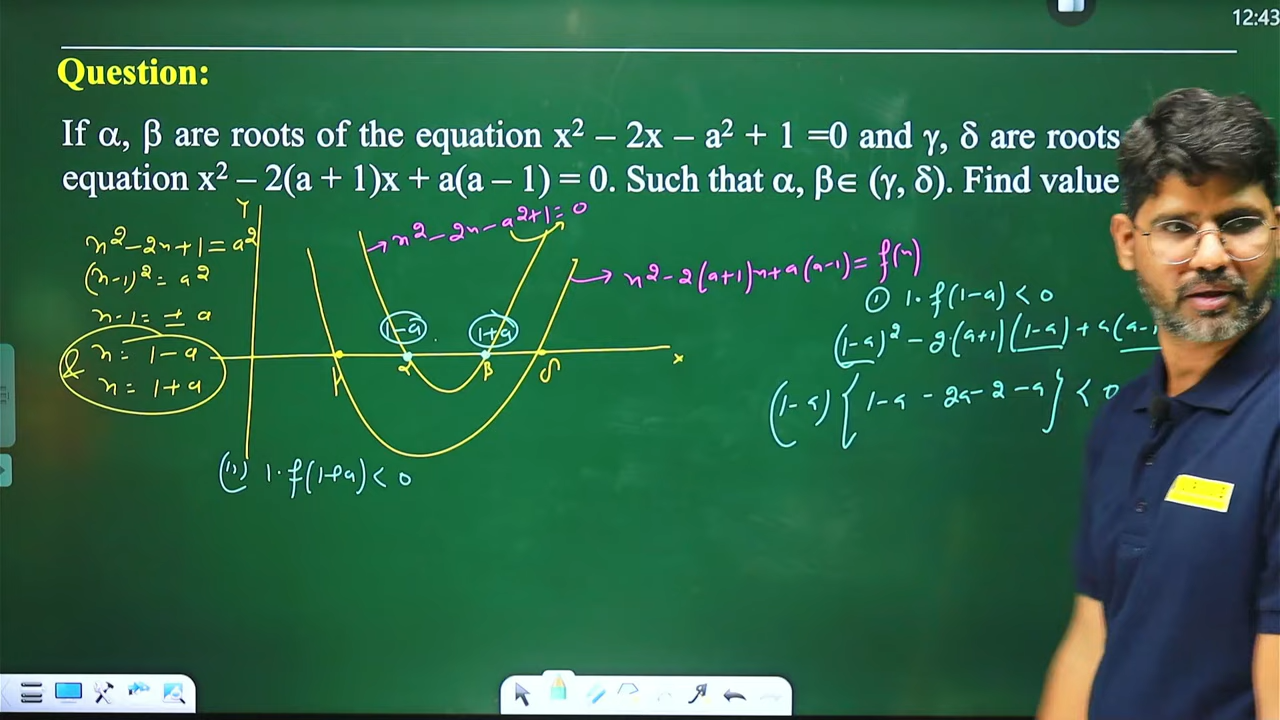 12:43
Question:
If α, β are roots of the equation x² – 2x – a² + 1 =0 and γ, δ are roots
equation x² – 2(a + 1)x + a(a – 1) = 0. Such that α, β∈ (γ, δ). Find value
Y
x² - 2x - a² + 1 = 0
x² - 2x + 1 = a²
(x-1)² = a²
x - 1 = ± a
x = 1 - a
x = 1 + a
x² - 2(a+1)x + a(a-1) = f(x)
① 1. f(1-a) < 0
(1-a)² - 2(a+1)(1-a) + a(a-1
(1-a) { 1-a - 2a - 2 - a } < 0
1-a
1+a
γ α β δ x
(ii) 1. f(1+a) < 0